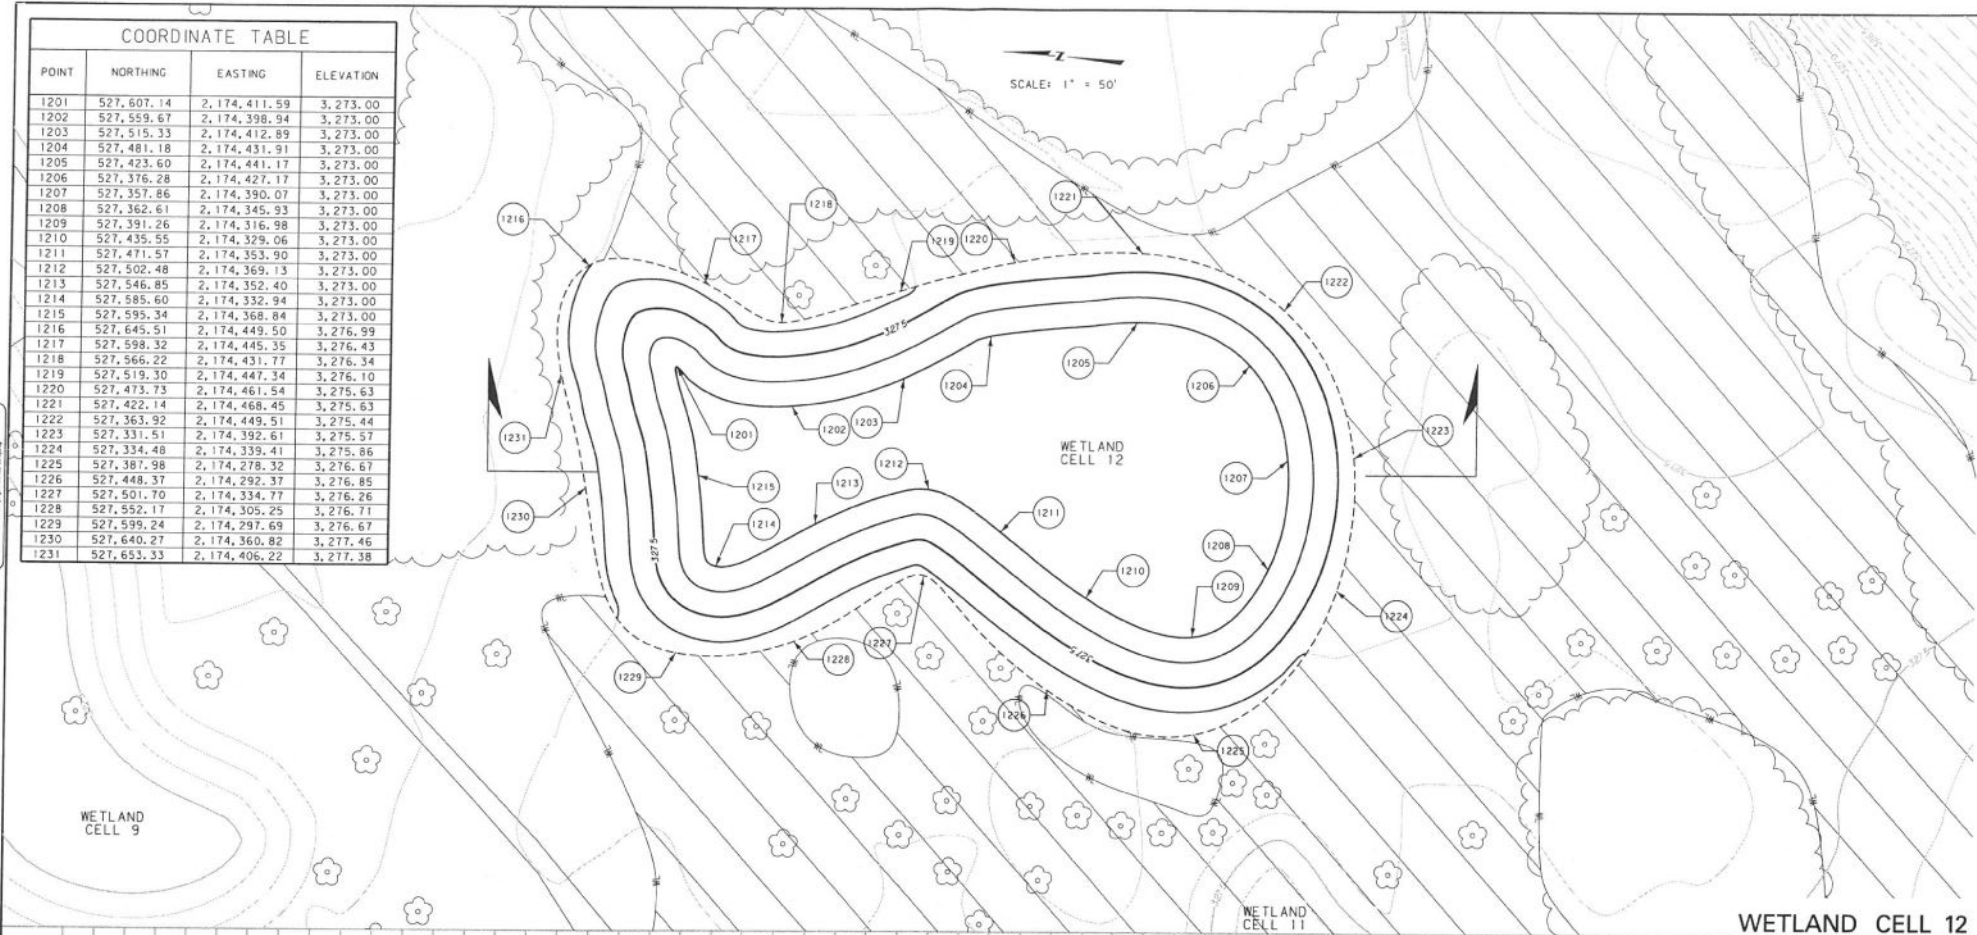 COORDINATE TABLE
POINT NORTHING EASTING ELEVATION
1201 527,607.14 2,174,411.59 3,273.00
1202 527,559.67 2,174,398.94 3,273.00
1203 527,515.33 2,174,412.89 3,273.00
1204 527,481.18 2,174,431.91 3,273.00
1205 527,423.60 2,174,441.17 3,273.00
1206 527,376.28 2,174,427.17 3,273.00
1207 527,357.86 2,174,390.07 3,273.00
1208 527,362.61 2,174,345.93 3,273.00
1209 527,391.26 2,174,316.98 3,273.00
1210 527,435.55 2,174,329.06 3,273.00
1211 527,471.57 2,174,353.90 3,273.00
1212 527,502.48 2,174,369.13 3,273.00
1213 527,546.85 2,174,352.40 3,273.00
1214 527,585.60 2,174,332.94 3,273.00
1215 527,595.34 2,174,368.84 3,273.00
1216 527,645.51 2,174,449.50 3,276.99
1217 527,598.32 2,174,445.35 3,276.43
1218 527,566.22 2,174,431.77 3,276.34
1219 527,519.30 2,174,447.34 3,276.10
1220 527,473.73 2,174,461.54 3,275.63
1221 527,422.14 2,174,468.45 3,275.63
1222 527,363.92 2,174,449.51 3,275.44
1223 527,331.51 2,174,392.61 3,275.57
1224 527,334.48 2,174,339.41 3,275.86
1225 527,387.98 2,174,278.32 3,276.67
1226 527,448.37 2,174,292.37 3,276.85
1227 527,501.70 2,174,334.77 3,276.26
1228 527,552.17 2,174,305.25 3,276.71
1229 527,599.24 2,174,297.69 3,276.67
1230 527,640.27 2,174,360.82 3,277.46
1231 527,653.33 2,174,406.22 3,277.38
Z
SCALE: 1" = 50'
1221
1218
1216
1217
1219
1220
1222
3275
1205
1204
1206
1202
1203
1201
1231
1223
WETLAND
CELL 12
1212
1207
1213
1215
1211
1230
1214
3275
1208
1210
1209
1224
1227
1228
3275
1229
1226
1225
3275
3275
3275
WETLAND
CELL 9
WETLAND
CELL 11
WETLAND CELL 12